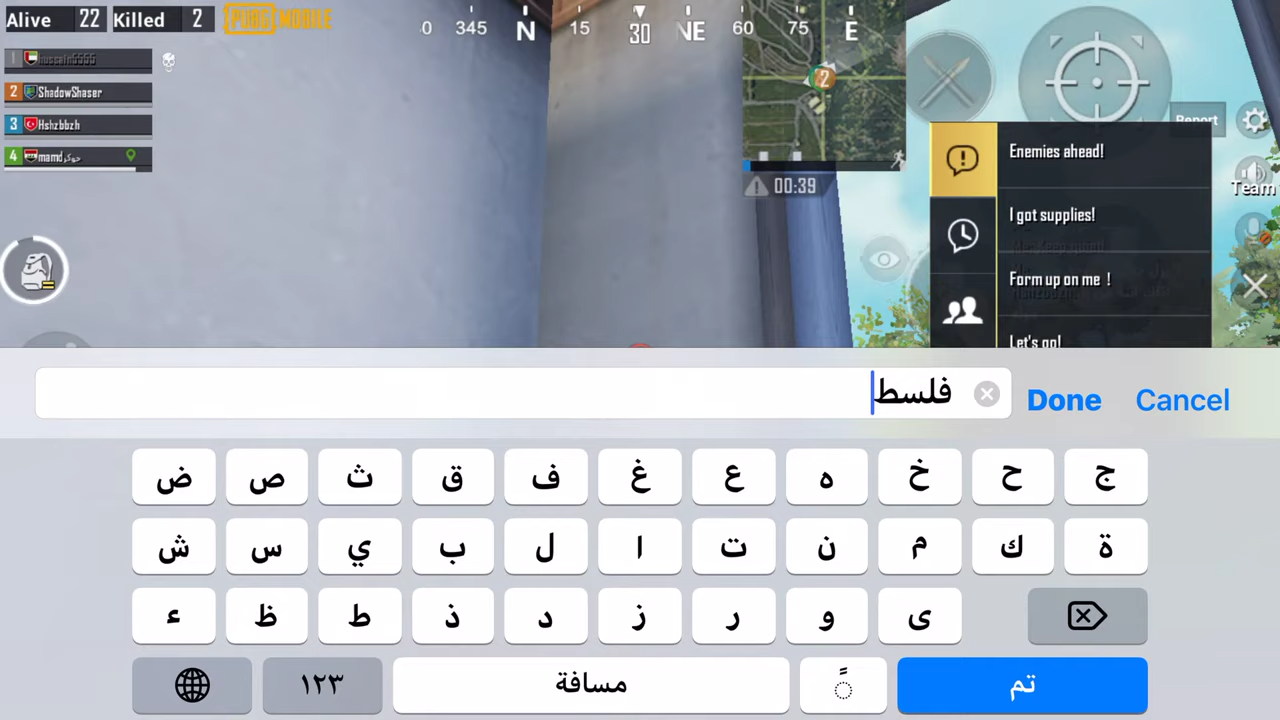 Alive 22 Killed 2 PUBG MOBILE
0 345 N 15 30 NE 60 75 E
1 hussain5555
2 ShadowShaser
3 Hshzbbzh
4 mamd
2
00:39
Report
Team
Enemies ahead!
I got supplies!
Form up on me !
Let's go!
فلسط
Done Cancel
ض ص ث ق ف غ ع ه خ ح ج
ش س ي ب ل ا ت ن م ك ة
ء ظ ط ذ د ز ر و ى
١٢٣ مسافة تم